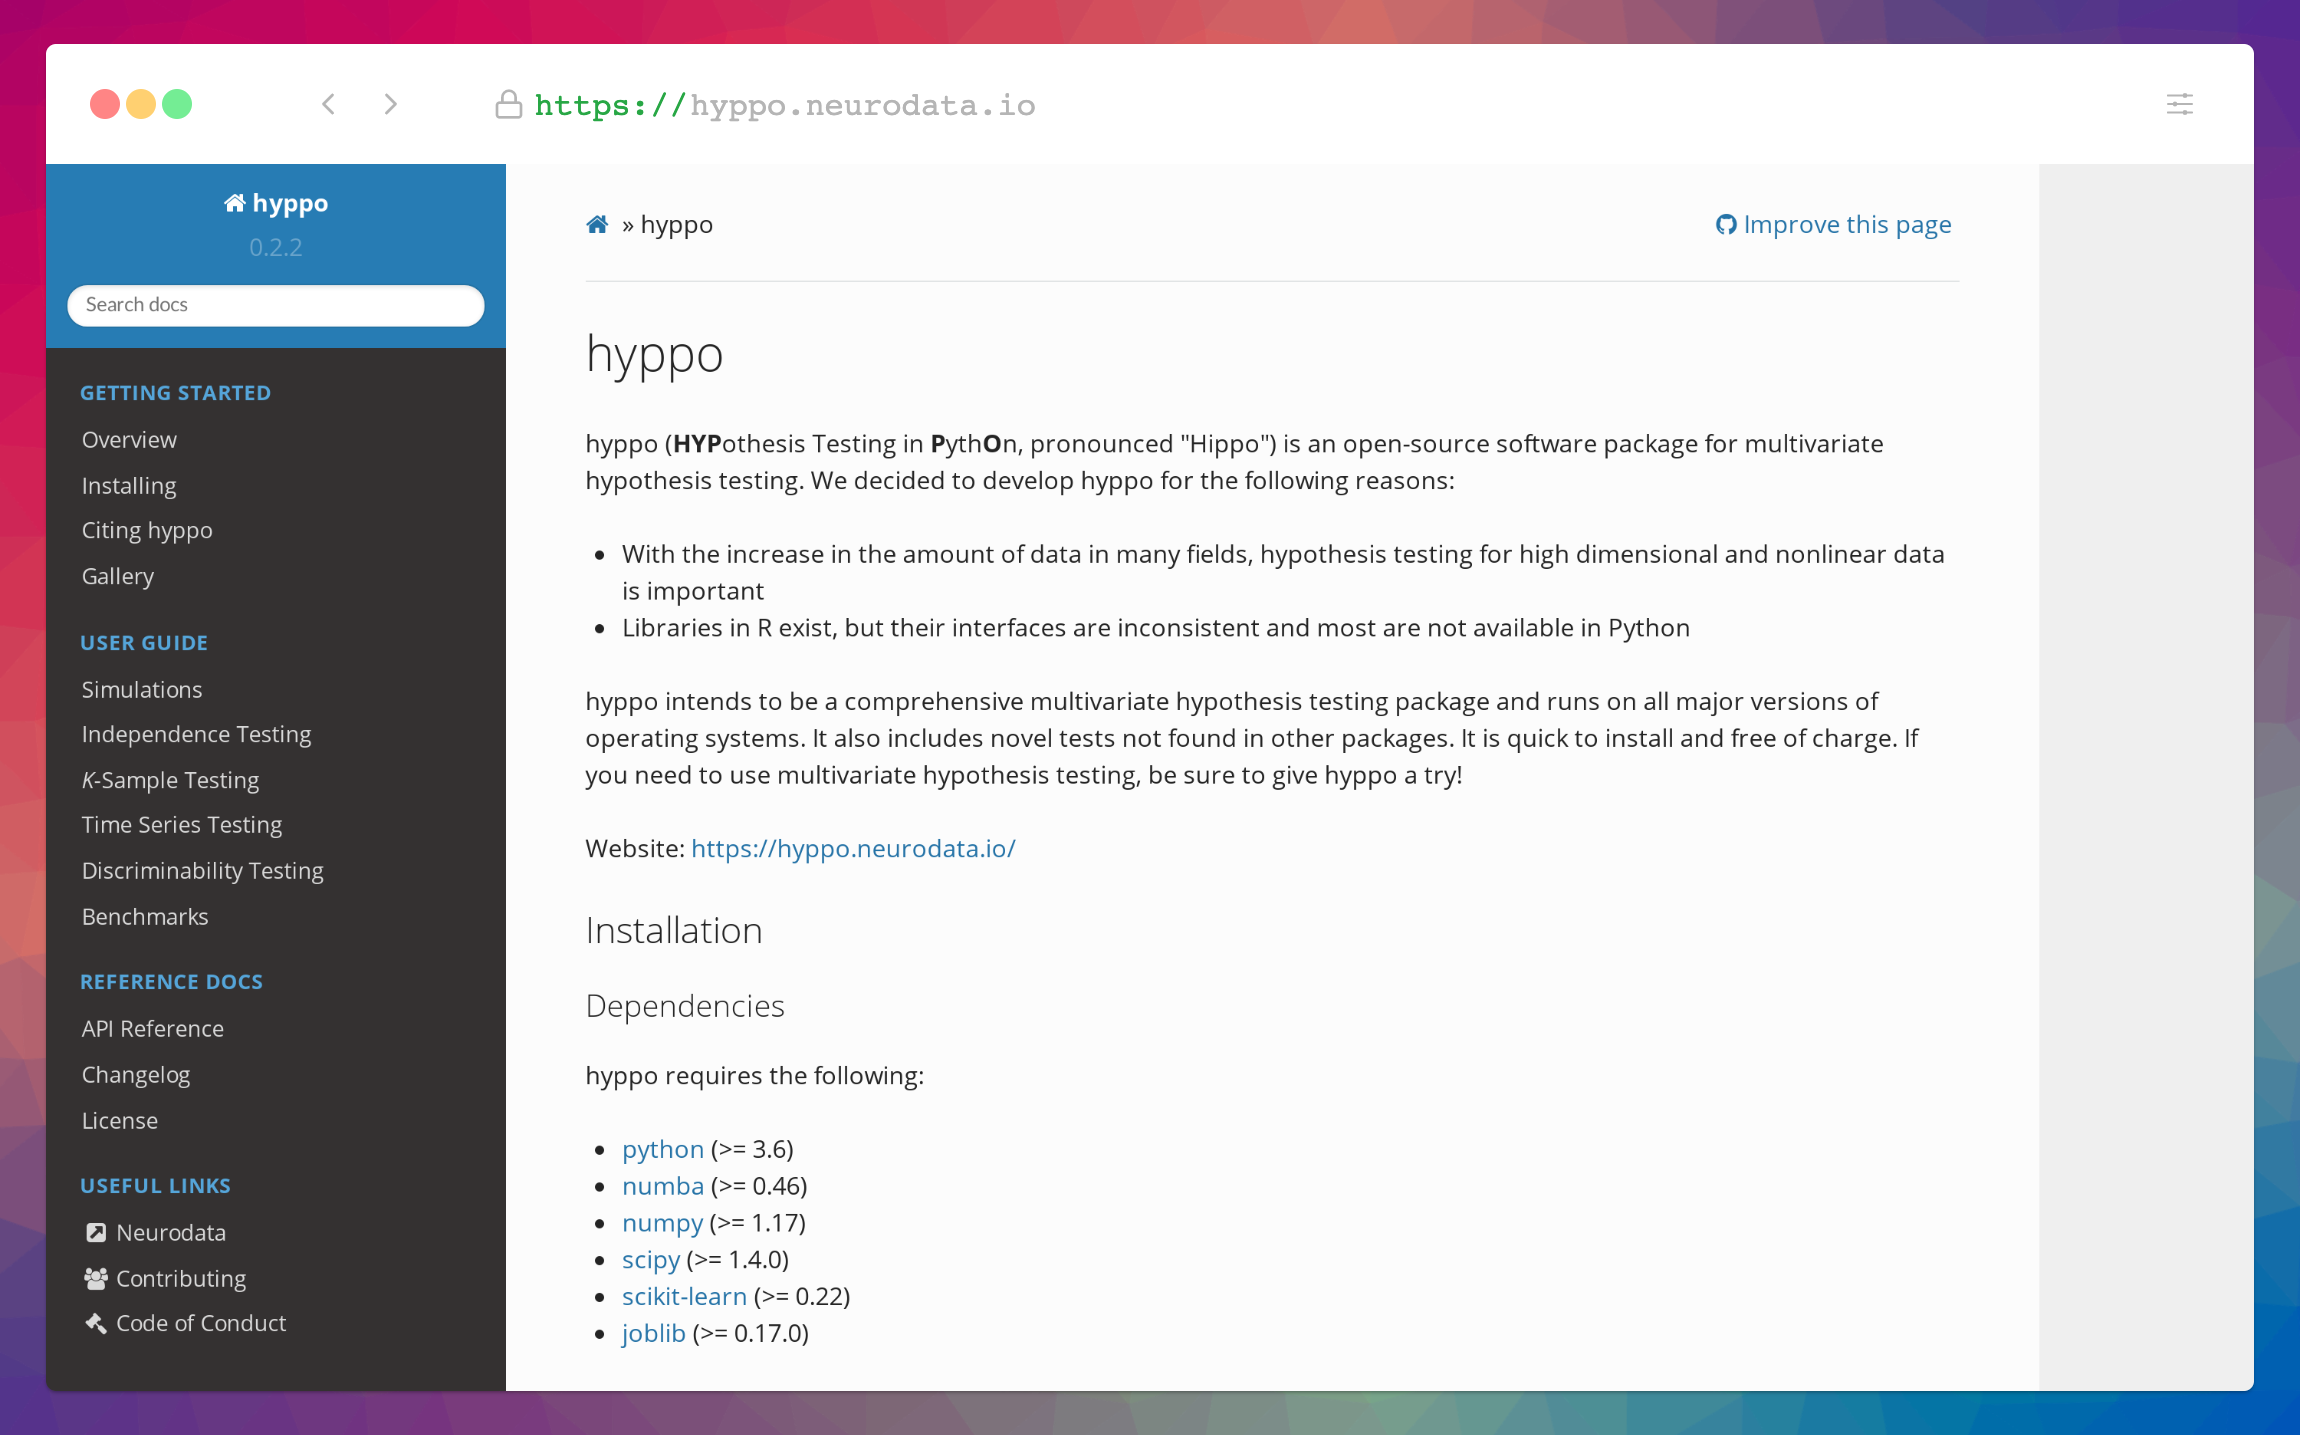 https://hyppo.neurodata.io
hyppo
0.2.2
Search docs
GETTING STARTED
Overview
Installing
Citing hyppo
Gallery
USER GUIDE
Simulations
Independence Testing
K-Sample Testing
Time Series Testing
Discriminability Testing
Benchmarks
REFERENCE DOCS
API Reference
Changelog
License
USEFUL LINKS
Neurodata
Contributing
Code of Conduct
» hyppo
Improve this page
hyppo
hyppo (HYPothesis Testing in PythOn, pronounced "Hippo") is an open-source software package for multivariate
hypothesis testing. We decided to develop hyppo for the following reasons:
• With the increase in the amount of data in many fields, hypothesis testing for high dimensional and nonlinear data
is important
• Libraries in R exist, but their interfaces are inconsistent and most are not available in Python
hyppo intends to be a comprehensive multivariate hypothesis testing package and runs on all major versions of
operating systems. It also includes novel tests not found in other packages. It is quick to install and free of charge. If
you need to use multivariate hypothesis testing, be sure to give hyppo a try!
Website: https://hyppo.neurodata.io/
Installation
Dependencies
hyppo requires the following:
• python (>= 3.6)
• numba (>= 0.46)
• numpy (>= 1.17)
• scipy (>= 1.4.0)
• scikit-learn (>= 0.22)
• joblib (>= 0.17.0)